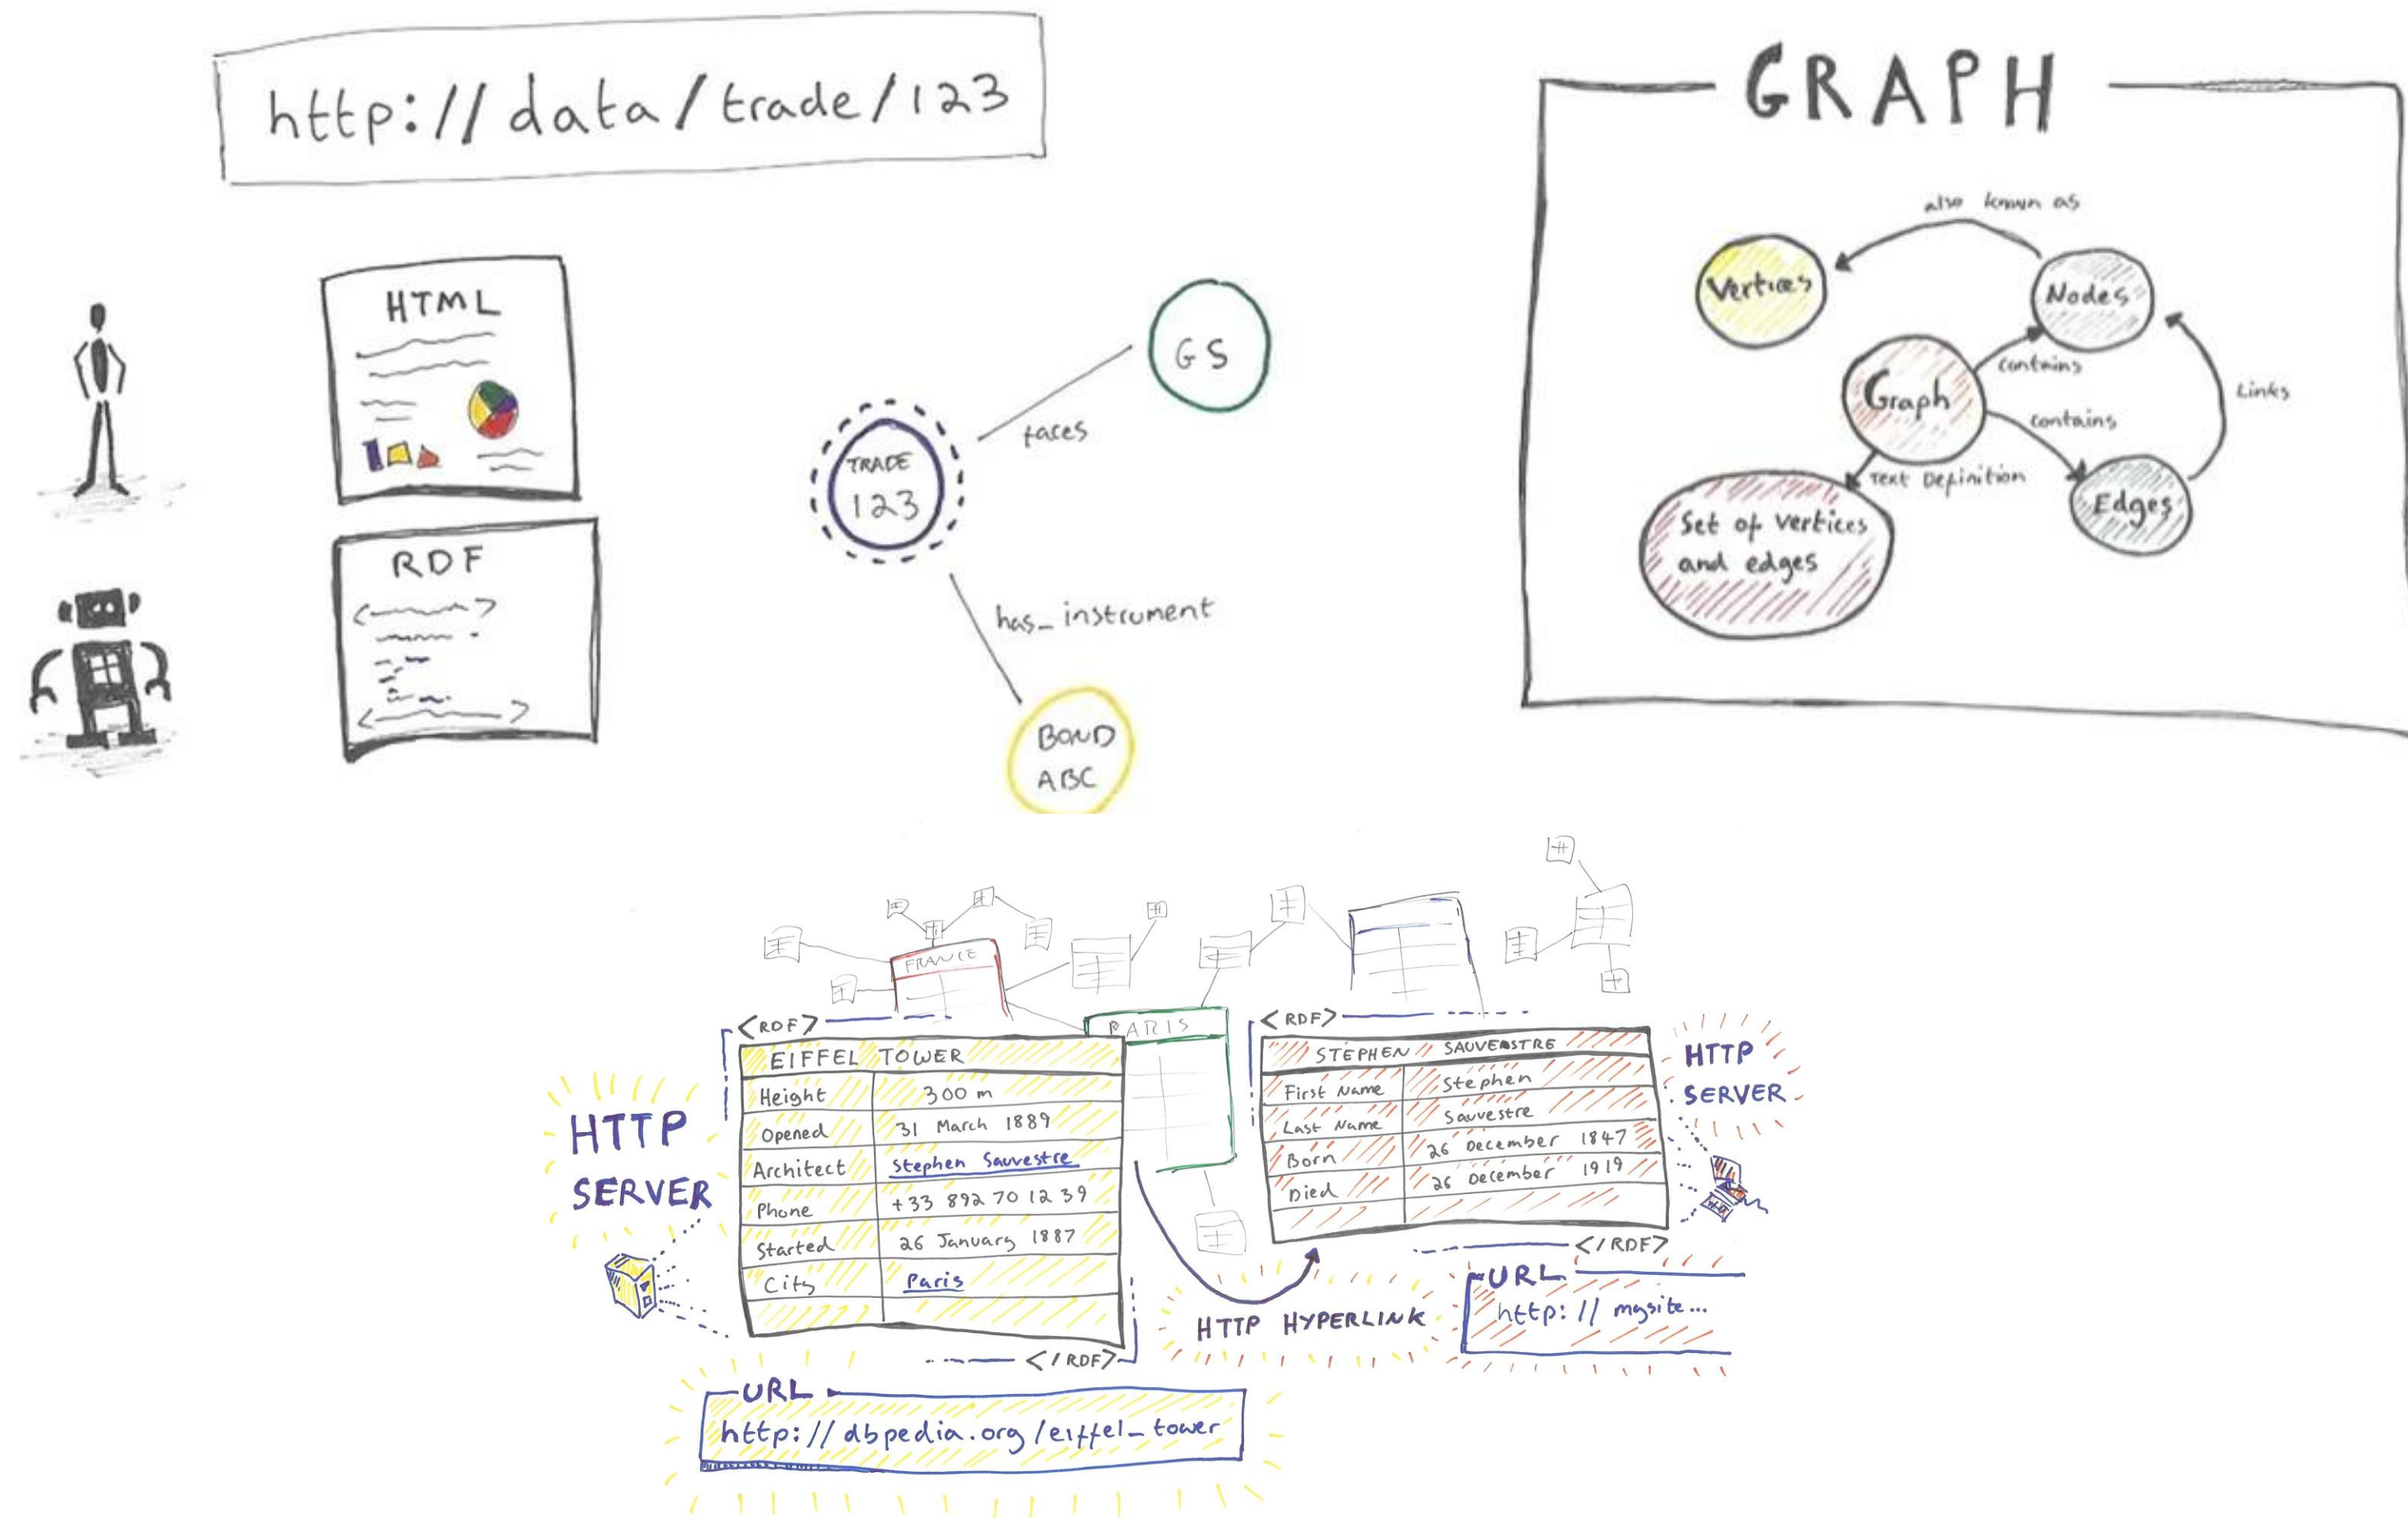 http://data/trade/123
HTML
RDF
TRADE
123
faces
GS
has_instrument
BOND
ABC
GRAPH
also known as
Vertices
Nodes
Graph
contains
Links
contains
Text Definition
Edges
Set of vertices
and edges
FRANCE
PARIS
HTTP
SERVER
<RDF>
EIFFEL TOWER
Height 300 m
Opened 31 March 1889
Architect Stephen Sauvestre
Phone +33 892 70 12 39
Started 26 January 1887
City Paris
</RDF>
URL
http://dbpedia.org/eiffel_tower
HTTP HYPERLINK
<RDF>
STEPHEN SAUVESTRE
First Name Stephen
Last Name Sauvestre
Born 26 December 1847
Died 26 December 1919
</RDF>
HTTP
SERVER
URL
http://mysite...